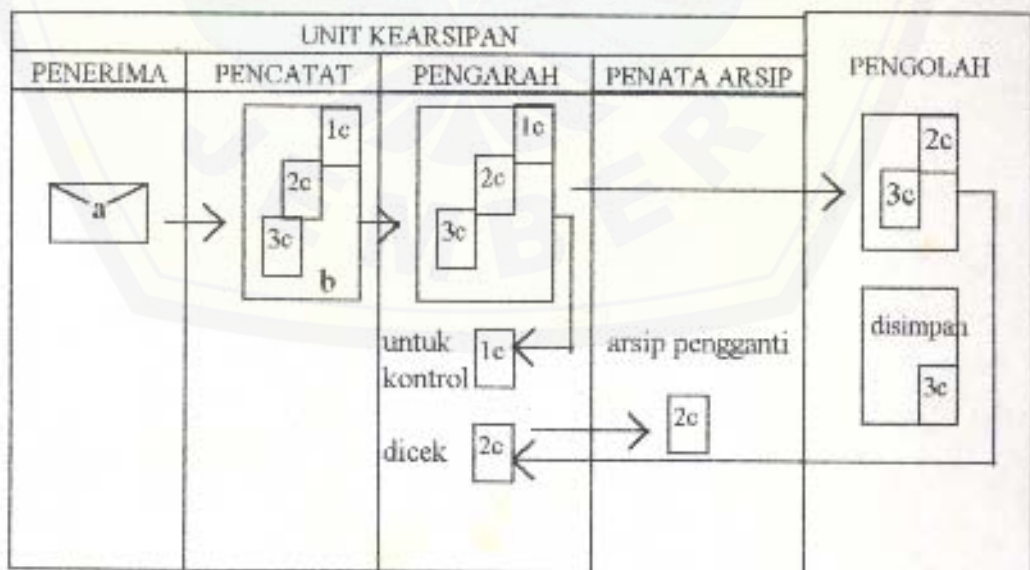 UNIT KEARSIPAN
PENERIMA PENCATAT PENGARAH PENATA ARSIP PENGOLAH
1c 1c 2c
2c 2c 3c
a
3c 3c
b
untuk 1c arsip pengganti disimpan
kontrol
3c
dicek 2c 2c
JEMBER